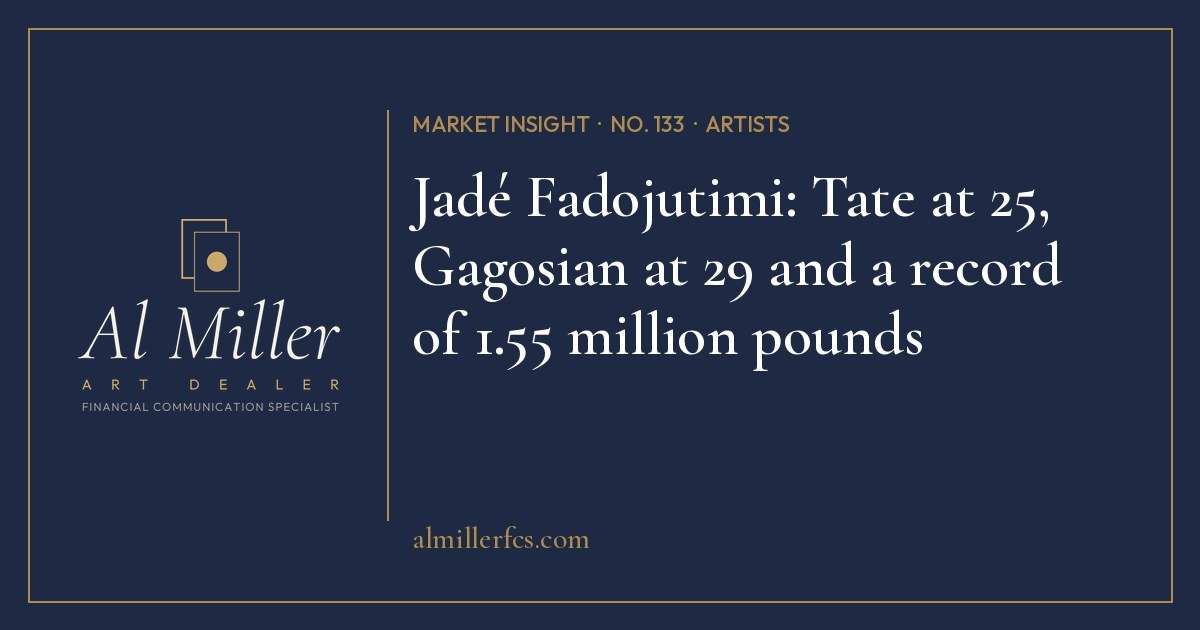 Al Miller
ART DEALER
FINANCIAL COMMUNICATION SPECIALIST
MARKET INSIGHT · NO. 133 · ARTISTS
Jadé Fadojutimi: Tate at 25,
Gagosian at 29 and a record
of 1.55 million pounds
almillerfcs.com